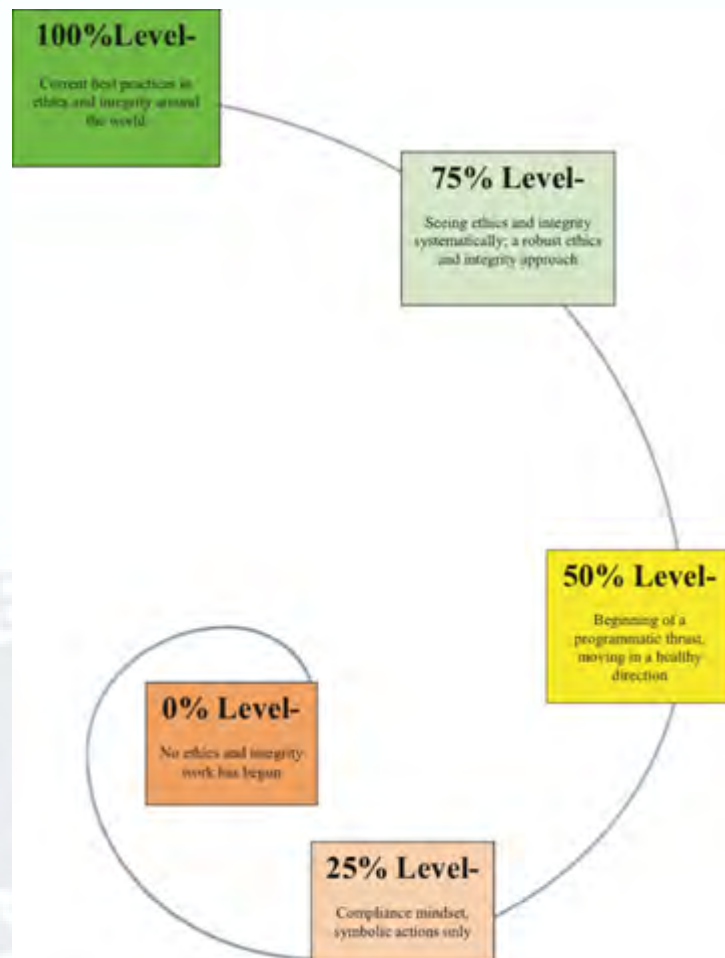 100%Level-
Current best practices in
ethics and integrity around
the world
75% Level-
Seeing ethics and integrity
systematically; a robust ethics
and integrity approach
50% Level-
Beginning of a
programmatic thrust,
moving in a healthy
direction
0% Level-
No ethics and integrity
work has begun
25% Level-
Compliance mindset,
symbolic actions only